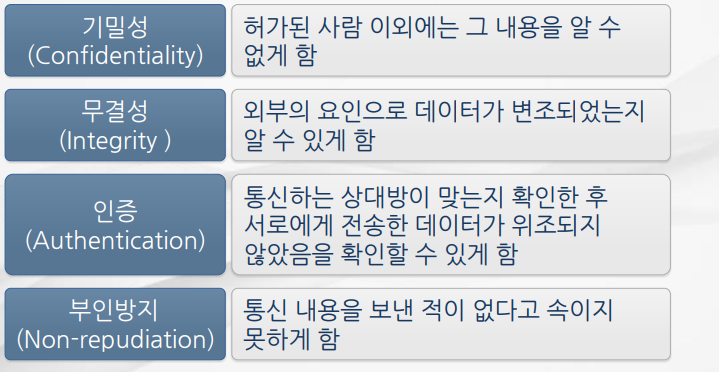 기밀성
(Confidentiality)
허가된 사람 이외에는 그 내용을 알 수
없게 함
무결성
(Integrity )
외부의 요인으로 데이터가 변조되었는지
알 수 있게 함
인증
(Authentication)
통신하는 상대방이 맞는지 확인한 후
서로에게 전송한 데이터가 위조되지
않았음을 확인할 수 있게 함
부인방지
(Non-repudiation)
통신 내용을 보낸 적이 없다고 속이지
못하게 함